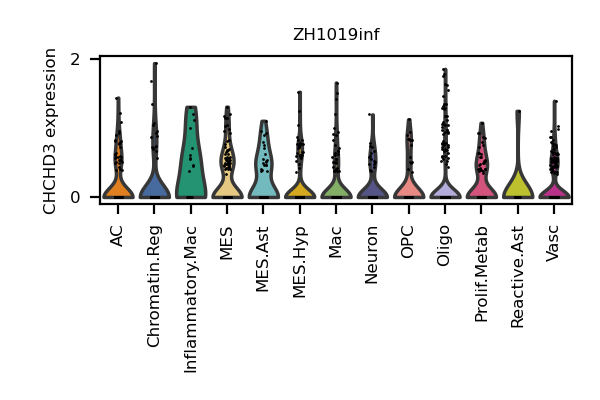 ZH1019inf
CHCHD3 expression
2
0
AC
Chromatin.Reg
Inflammatory.Mac
MES
MES.Ast
MES.Hyp
Mac
Neuron
OPC
Oligo
Prolif.Metab
Reactive.Ast
Vasc